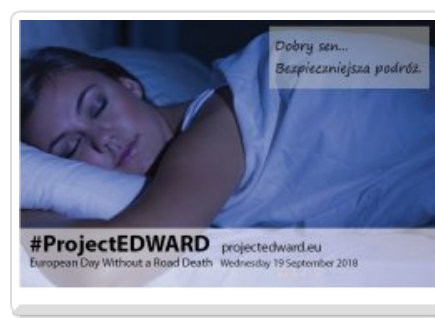 Dobry sen...
Bezpieczniejsza podróż.
#ProjectEDWARD projectedward.eu
European Day Without a Road Death Wednesday 19 September 2018